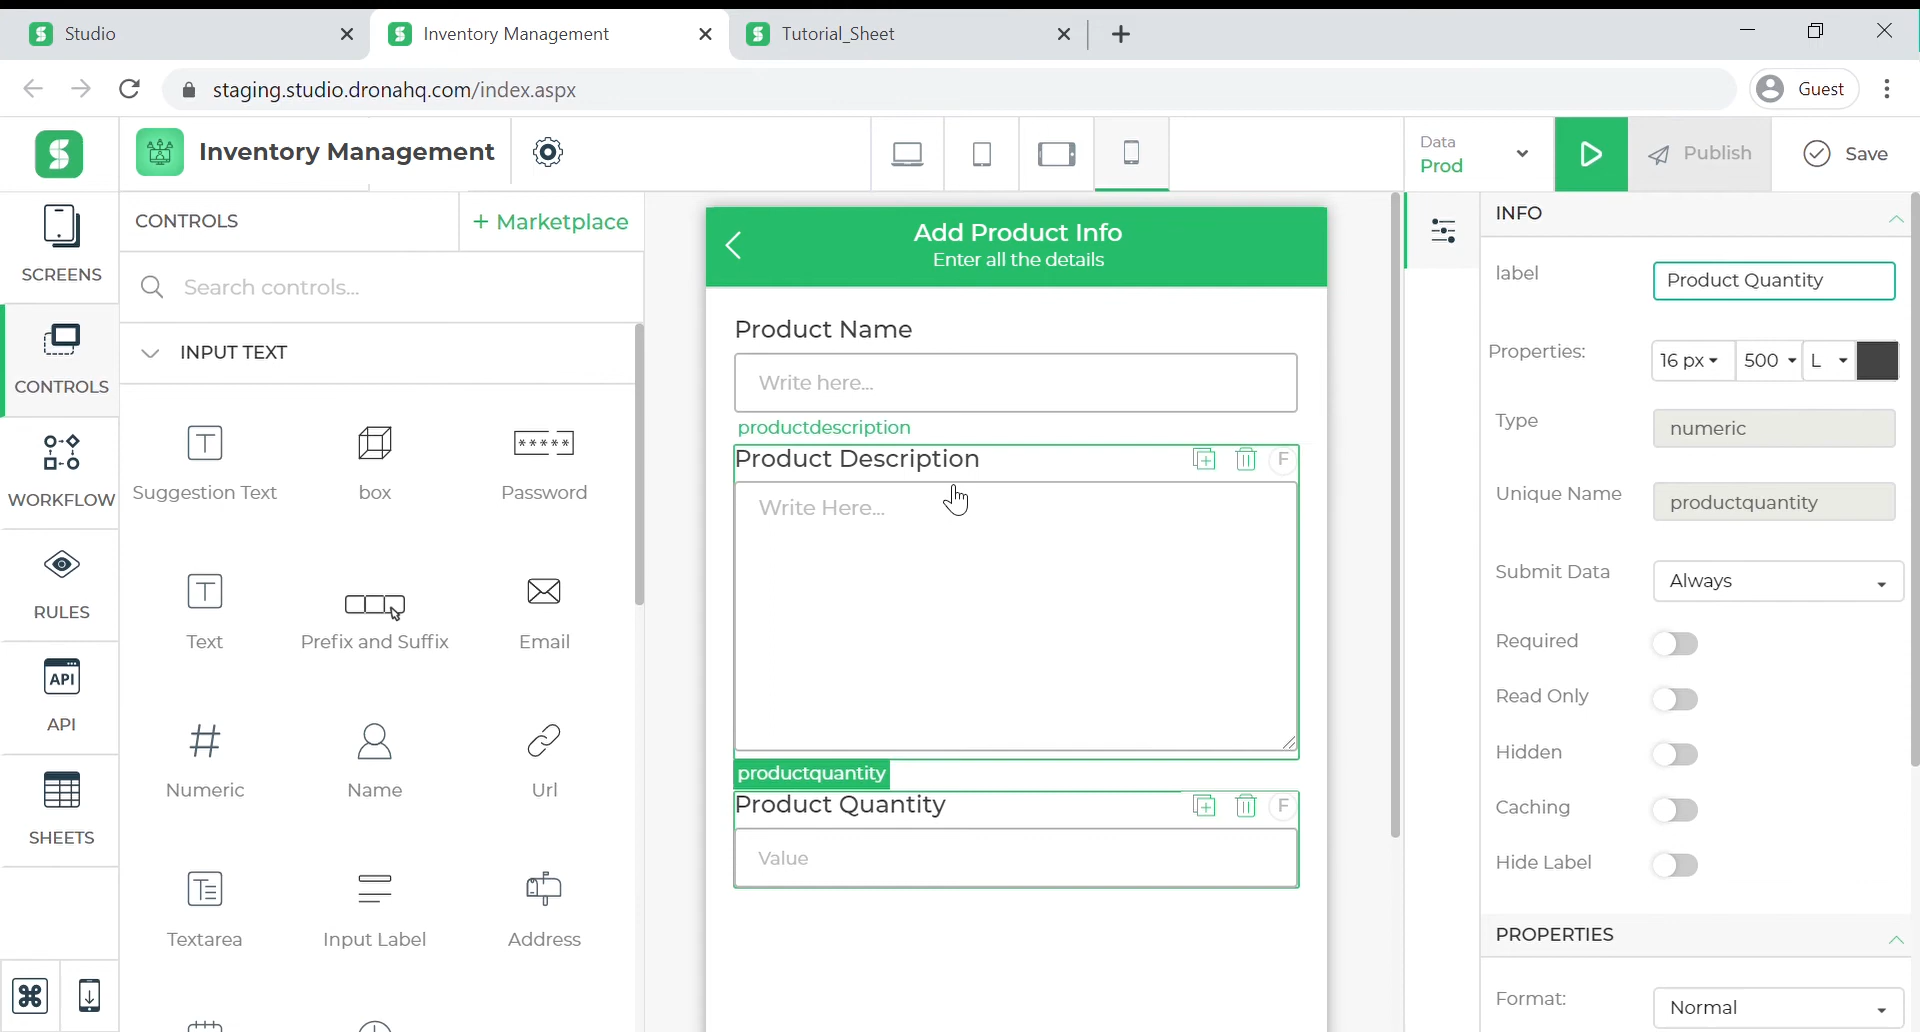 Studio
Inventory Management
Tutorial_Sheet
staging.studio.dronahq.com/index.aspx
Guest
Inventory Management
Data
Prod
Publish
Save
SCREENS
CONTROLS
WORKFLOW
RULES
API
API
SHEETS
CONTROLS
+ Marketplace
Search controls...
INPUT TEXT
T
Suggestion Text
box
*****
Password
T
Text
Prefix and Suffix
Email
Numeric
Name
Url
T
Textarea
Input Label
Address
Add Product Info
Enter all the details
Product Name
Write here...
productdescription
Product Description
F
Write Here...
productquantity
Product Quantity
F
Value
INFO
label
Product Quantity
Properties:
16 px
500
L
Type
numeric
Unique Name
productquantity
Submit Data
Always
Required
Read Only
Hidden
Caching
Hide Label
PROPERTIES
Format:
Normal